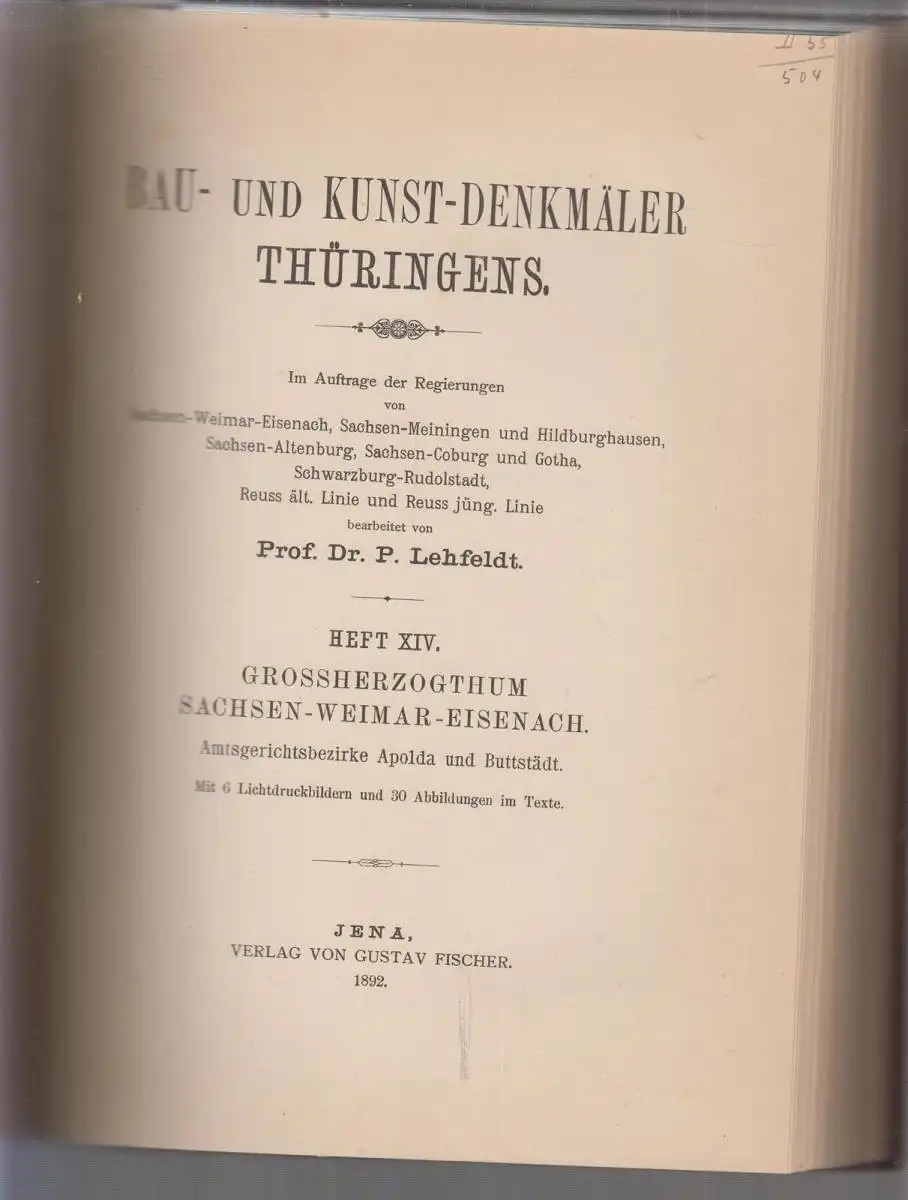 504
BAU- UND KUNST-DENKMÄLER
THÜRINGENS.
Im Auftrage der Regierungen
von
Sachsen-Weimar-Eisenach, Sachsen-Meiningen und Hildburghausen,
Sachsen-Altenburg, Sachsen-Coburg und Gotha,
Schwarzburg-Rudolstadt,
Reuss ält. Linie und Reuss jüng. Linie
bearbeitet von
Prof. Dr. P. Lehfeldt.
HEFT XIV.
GROSSHERZOGTHUM
SACHSEN-WEIMAR-EISENACH.
Amtsgerichtsbezirke Apolda und Buttstädt.
Mit 6 Lichtdruckbildern und 30 Abbildungen im Texte.
JENA,
VERLAG VON GUSTAV FISCHER.
1892.